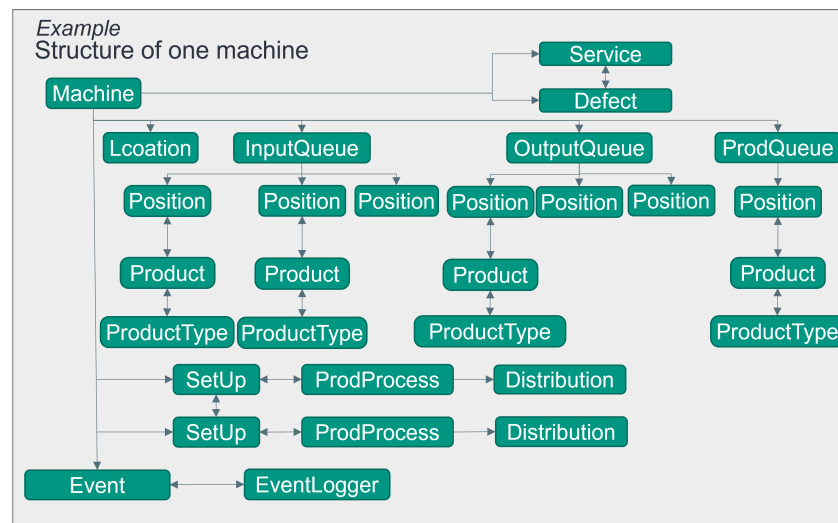 Example
Structure of one machine
Service
Machine
Defect
Lcoation InputQueue OutputQueue ProdQueue
Position Position Position Position Position Position Position
Product Product Product Product
ProductType ProductType ProductType ProductType
SetUp ProdProcess Distribution
SetUp ProdProcess Distribution
Event EventLogger